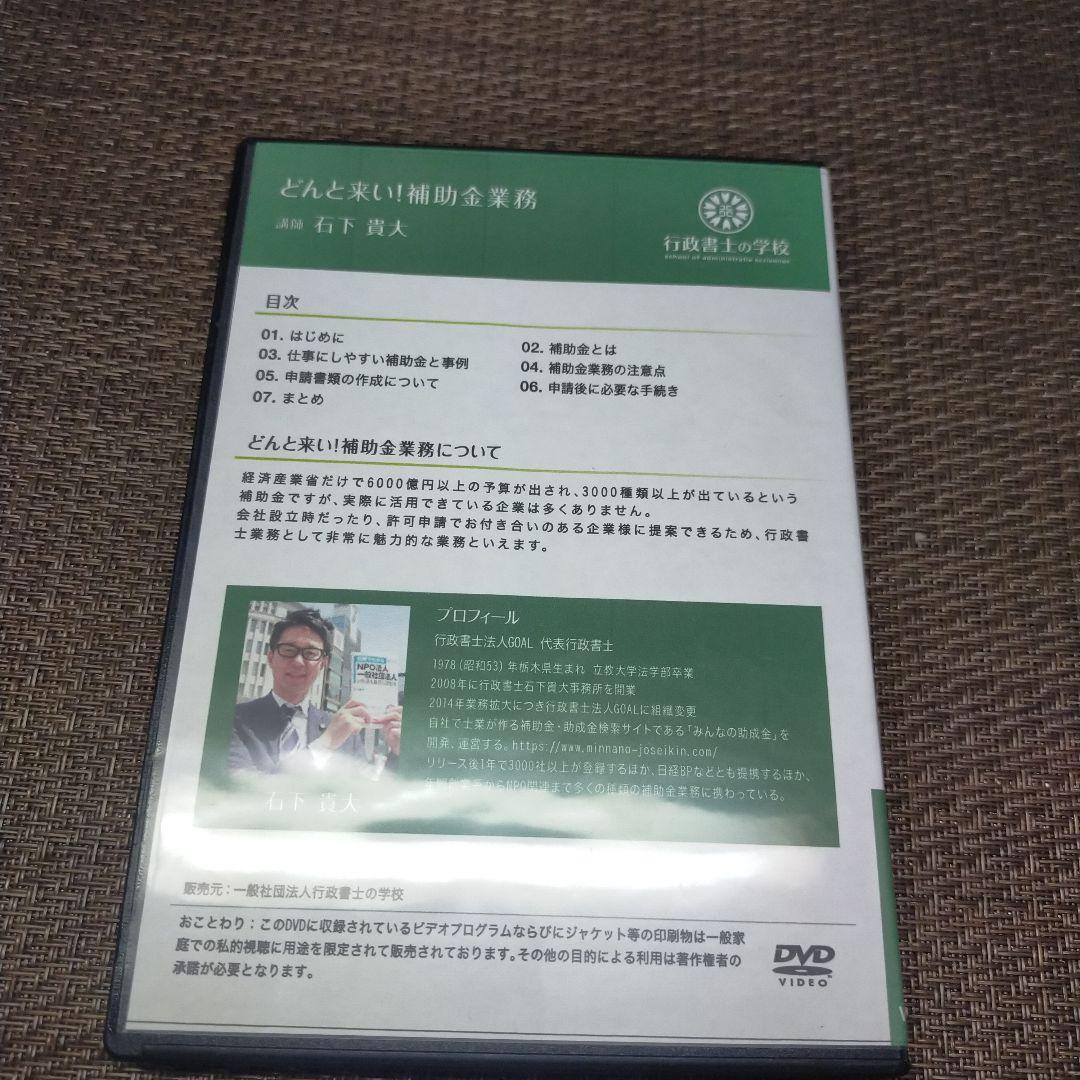 どんと来い!補助金業務
講師 石下 貴大
行政書士の学校
目次
01. はじめに
02. 補助金とは
03. 仕事にしやすい補助金と事例
04. 補助金業務の注意点
05. 申請書類の作成について
06. 申請後に必要な手続き
07. まとめ
どんと来い!補助金業務について
経済産業省だけで6000億円以上の予算が出され、3000種類以上が出ているという
補助金ですが、実際に活用できている企業は多くありません。
会社設立時だったり、許可申請でお付き合いのある企業様に提案できるため、行政書
士業務として非常に魅力的な業務といえます。
NPO法人
一般社団法人
石下 貴大
プロフィール
行政書士法人GOAL 代表行政書士
1978(昭和53)年栃木県生まれ 立教大学法学部卒業
2008年に行政書士石下貴大事務所を開業
2014年業務拡大につき行政書士法人GOALに組織変更
自社で士業が作る補助金・助成金検索サイトである「みんなの助成金」を
開発、運営する。https://www.minnano-joseikin.com/
リリース後1年で3000社以上が登録するほか、日経BPなどとも提携するほか、
からNPO関連まで多くの種類の補助金業務に携わっている。
販売元:一般社団法人行政書士の学校
おことわり:このDVDに収録されているビデオプログラムならびにジャケット等の印刷物は一般家
庭での私的視聴に用途を限定されて販売されております。その他の目的による利用は著作権者の
承諾が必要となります。
DVD
VIDEO